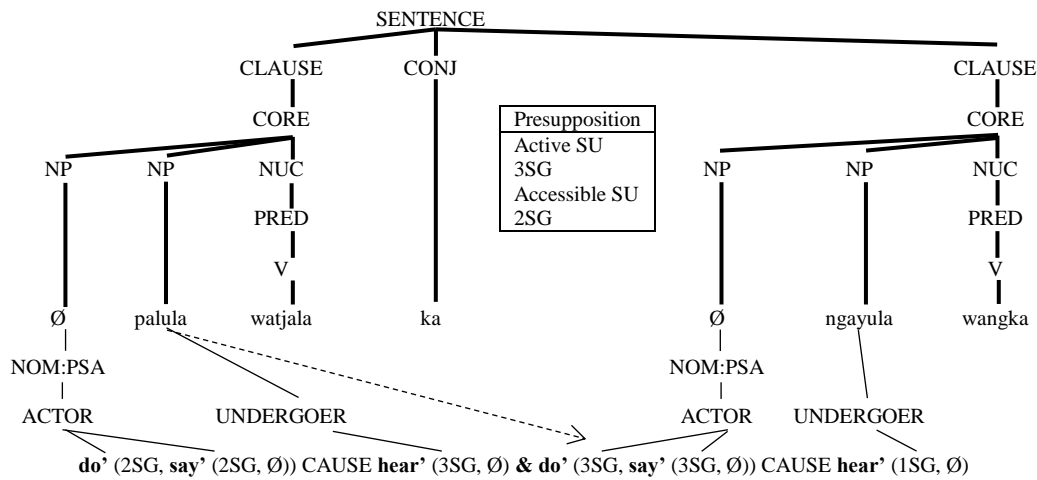 SENTENCE
CLAUSE CONJ CLAUSE
CORE CORE
Presupposition
Active SU
3SG
Accessible SU
2SG
NP NP NUC NP NP NUC
PRED PRED
V V
Ø palula watjala ka Ø ngayula wangka
NOM:PSA NOM:PSA
ACTOR UNDERGOER ACTOR UNDERGOER
do’ (2SG, say’ (2SG, Ø)) CAUSE hear’ (3SG, Ø) & do’ (3SG, say’ (3SG, Ø)) CAUSE hear’ (1SG, Ø)